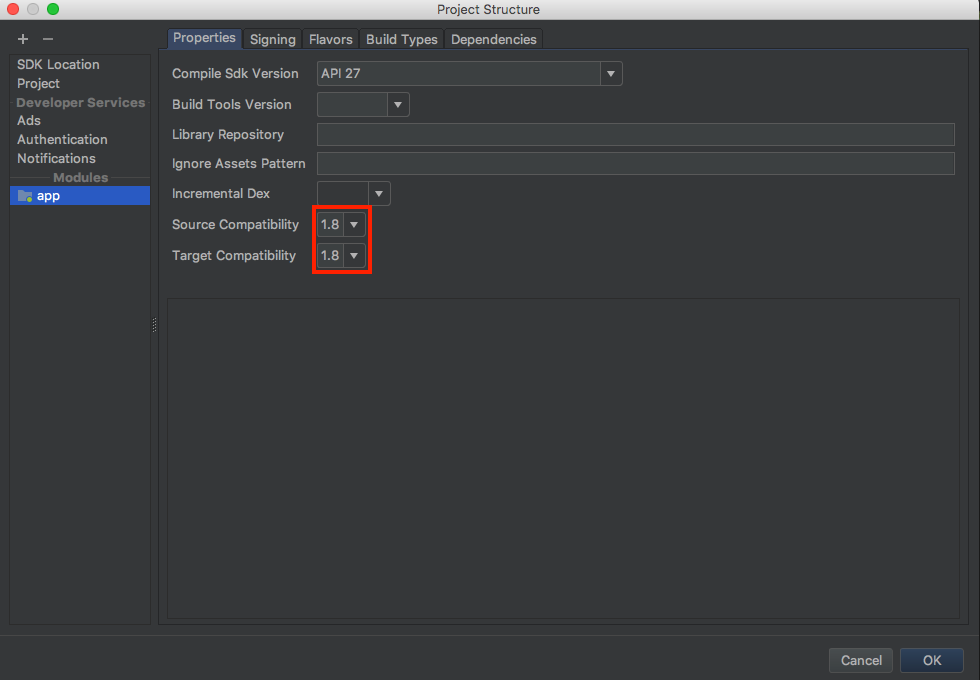 Project Structure
Properties Signing Flavors Build Types Dependencies
SDK Location
Project
Developer Services
Ads
Authentication
Notifications
Modules
app
Compile Sdk Version API 27
Build Tools Version
Library Repository
Ignore Assets Pattern
Incremental Dex
Source Compatibility 1.8
Target Compatibility 1.8
Cancel OK